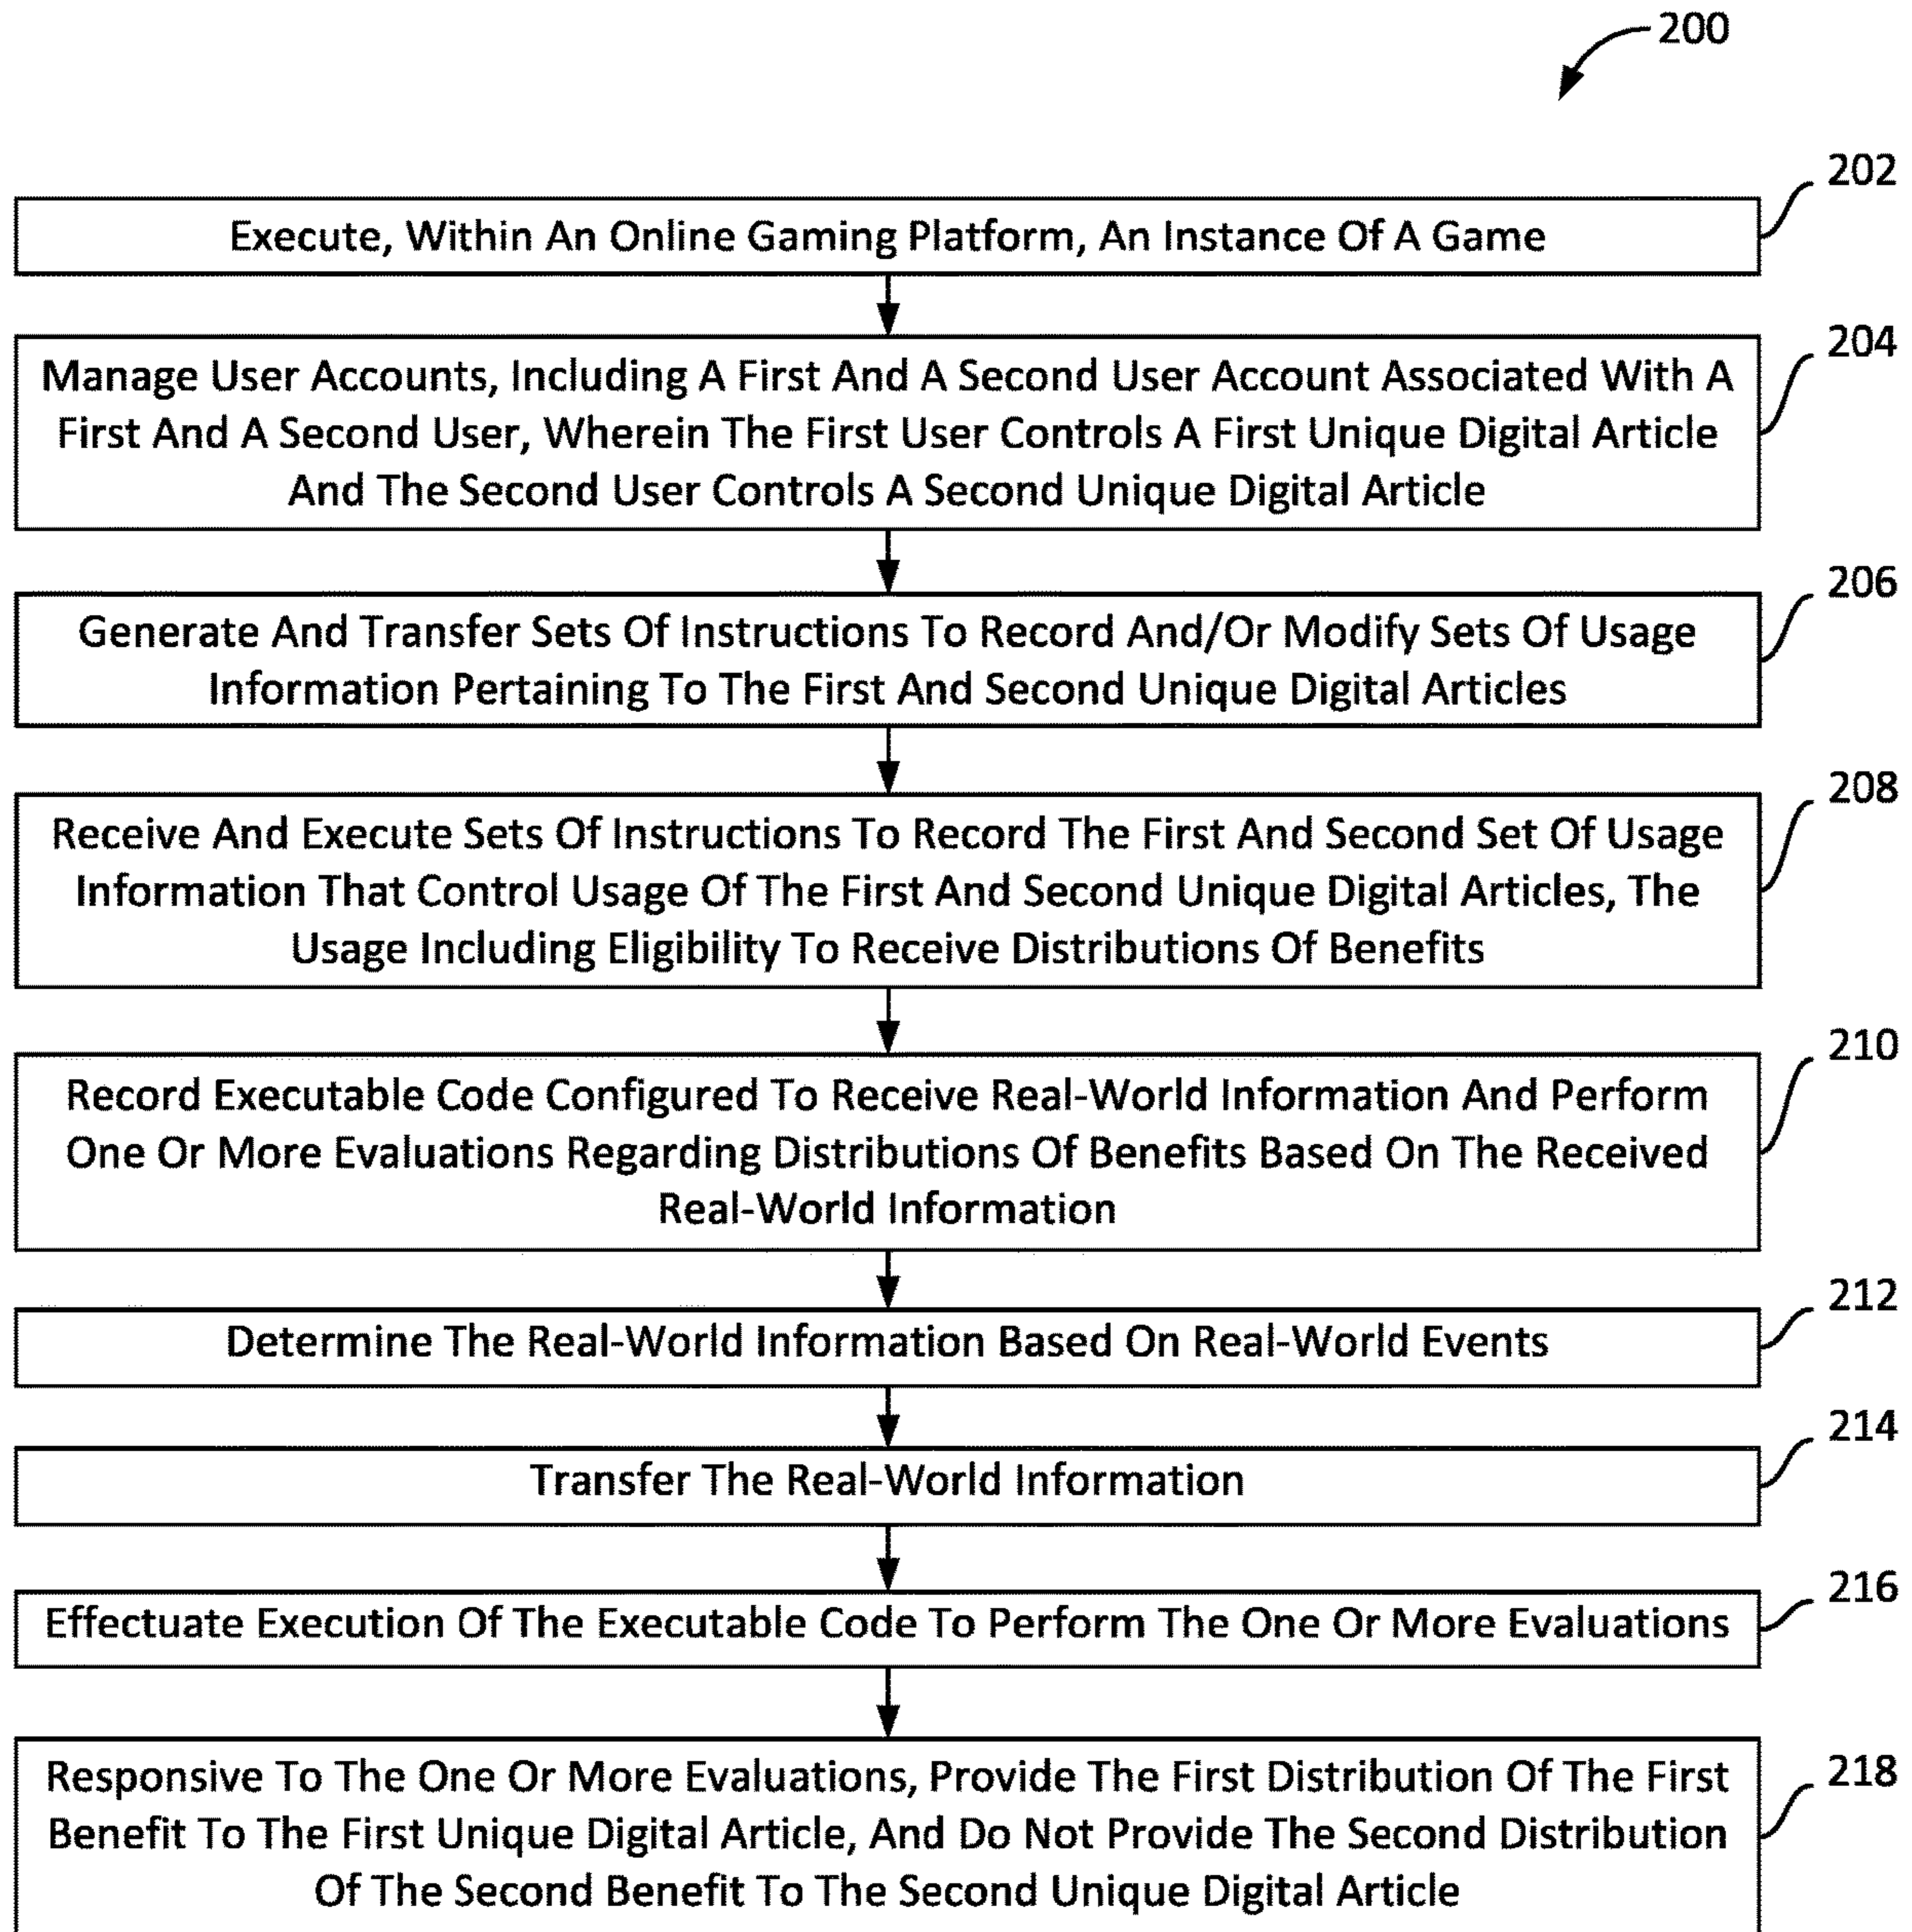 200
202
Execute, Within An Online Gaming Platform, An Instance Of A Game
204
Manage User Accounts, Including A First And A Second User Account Associated With A
First And A Second User, Wherein The First User Controls A First Unique Digital Article
And The Second User Controls A Second Unique Digital Article
206
Generate And Transfer Sets Of Instructions To Record And/Or Modify Sets Of Usage
Information Pertaining To The First And Second Unique Digital Articles
208
Receive And Execute Sets Of Instructions To Record The First And Second Set Of Usage
Information That Control Usage Of The First And Second Unique Digital Articles, The
Usage Including Eligibility To Receive Distributions Of Benefits
210
Record Executable Code Configured To Receive Real-World Information And Perform
One Or More Evaluations Regarding Distributions Of Benefits Based On The Received
Real-World Information
212
Determine The Real-World Information Based On Real-World Events
214
Transfer The Real-World Information
216
Effectuate Execution Of The Executable Code To Perform The One Or More Evaluations
218
Responsive To The One Or More Evaluations, Provide The First Distribution Of The First
Benefit To The First Unique Digital Article, And Do Not Provide The Second Distribution
Of The Second Benefit To The Second Unique Digital Article